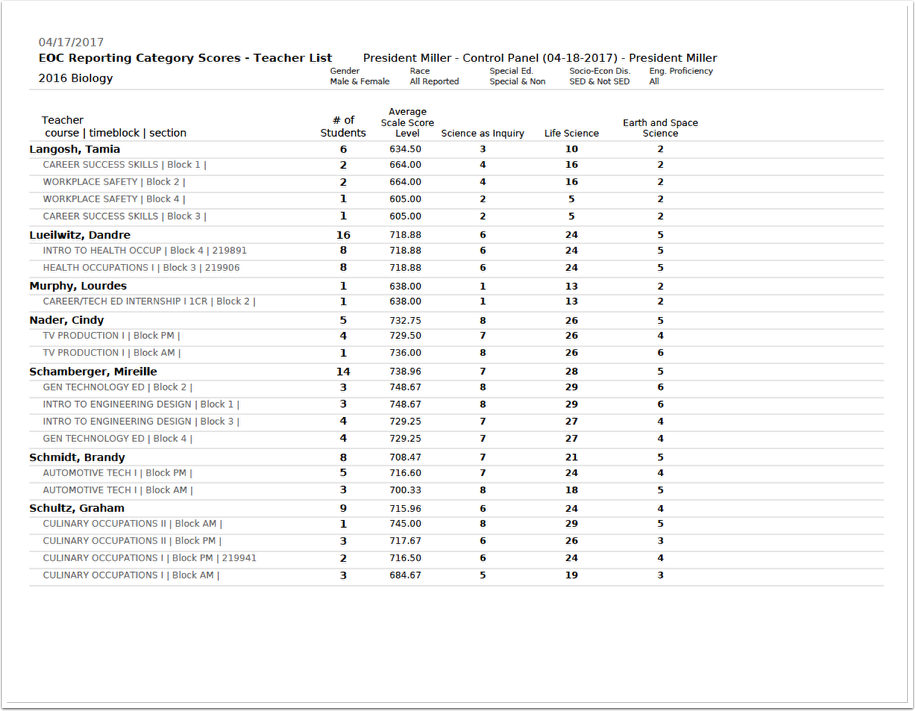 04/17/2017
EOC Reporting Category Scores - Teacher List President Miller - Control Panel (04-18-2017) - President Miller
2016 Biology
Gender Race Special Ed. Socio-Econ Dis. Eng. Proficiency
Male & Female All Reported Special & Non SED & Not SED All
Teacher
course | timeblock | section
# of Students
Average Scale Score Level
Science as Inquiry
Life Science
Earth and Space Science
Langosh, Tamia 6 634.50 3 10 2
CAREER SUCCESS SKILLS | Block 1 | 2 664.00 4 16 2
WORKPLACE SAFETY | Block 2 | 2 664.00 4 16 2
WORKPLACE SAFETY | Block 4 | 1 605.00 2 5 2
CAREER SUCCESS SKILLS | Block 3 | 1 605.00 2 5 2
Lueilwitz, Dandre 16 718.88 6 24 5
INTRO TO HEALTH OCCUP | Block 4 | 219891 8 718.88 6 24 5
HEALTH OCCUPATIONS I | Block 3 | 219906 8 718.88 6 24 5
Murphy, Lourdes 1 638.00 1 13 2
CAREER/TECH ED INTERNSHIP I 1CR | Block 2 | 1 638.00 1 13 2
Nader, Cindy 5 732.75 8 26 5
TV PRODUCTION I | Block PM | 4 729.50 7 26 4
TV PRODUCTION I | Block AM | 1 736.00 8 26 6
Schamberger, Mireille 14 738.96 7 28 5
GEN TECHNOLOGY ED | Block 2 | 3 748.67 8 29 6
INTRO TO ENGINEERING DESIGN | Block 1 | 3 748.67 8 29 6
INTRO TO ENGINEERING DESIGN | Block 3 | 4 729.25 7 27 4
GEN TECHNOLOGY ED | Block 4 | 4 729.25 7 27 4
Schmidt, Brandy 8 708.47 7 21 5
AUTOMOTIVE TECH I | Block PM | 5 716.60 7 24 4
AUTOMOTIVE TECH I | Block AM | 3 700.33 8 18 5
Schultz, Graham 9 715.96 6 24 4
CULINARY OCCUPATIONS II | Block AM | 1 745.00 8 29 5
CULINARY OCCUPATIONS II | Block PM | 3 717.67 6 26 3
CULINARY OCCUPATIONS I | Block PM | 219941 2 716.50 6 24 4
CULINARY OCCUPATIONS I | Block AM | 3 684.67 5 19 3